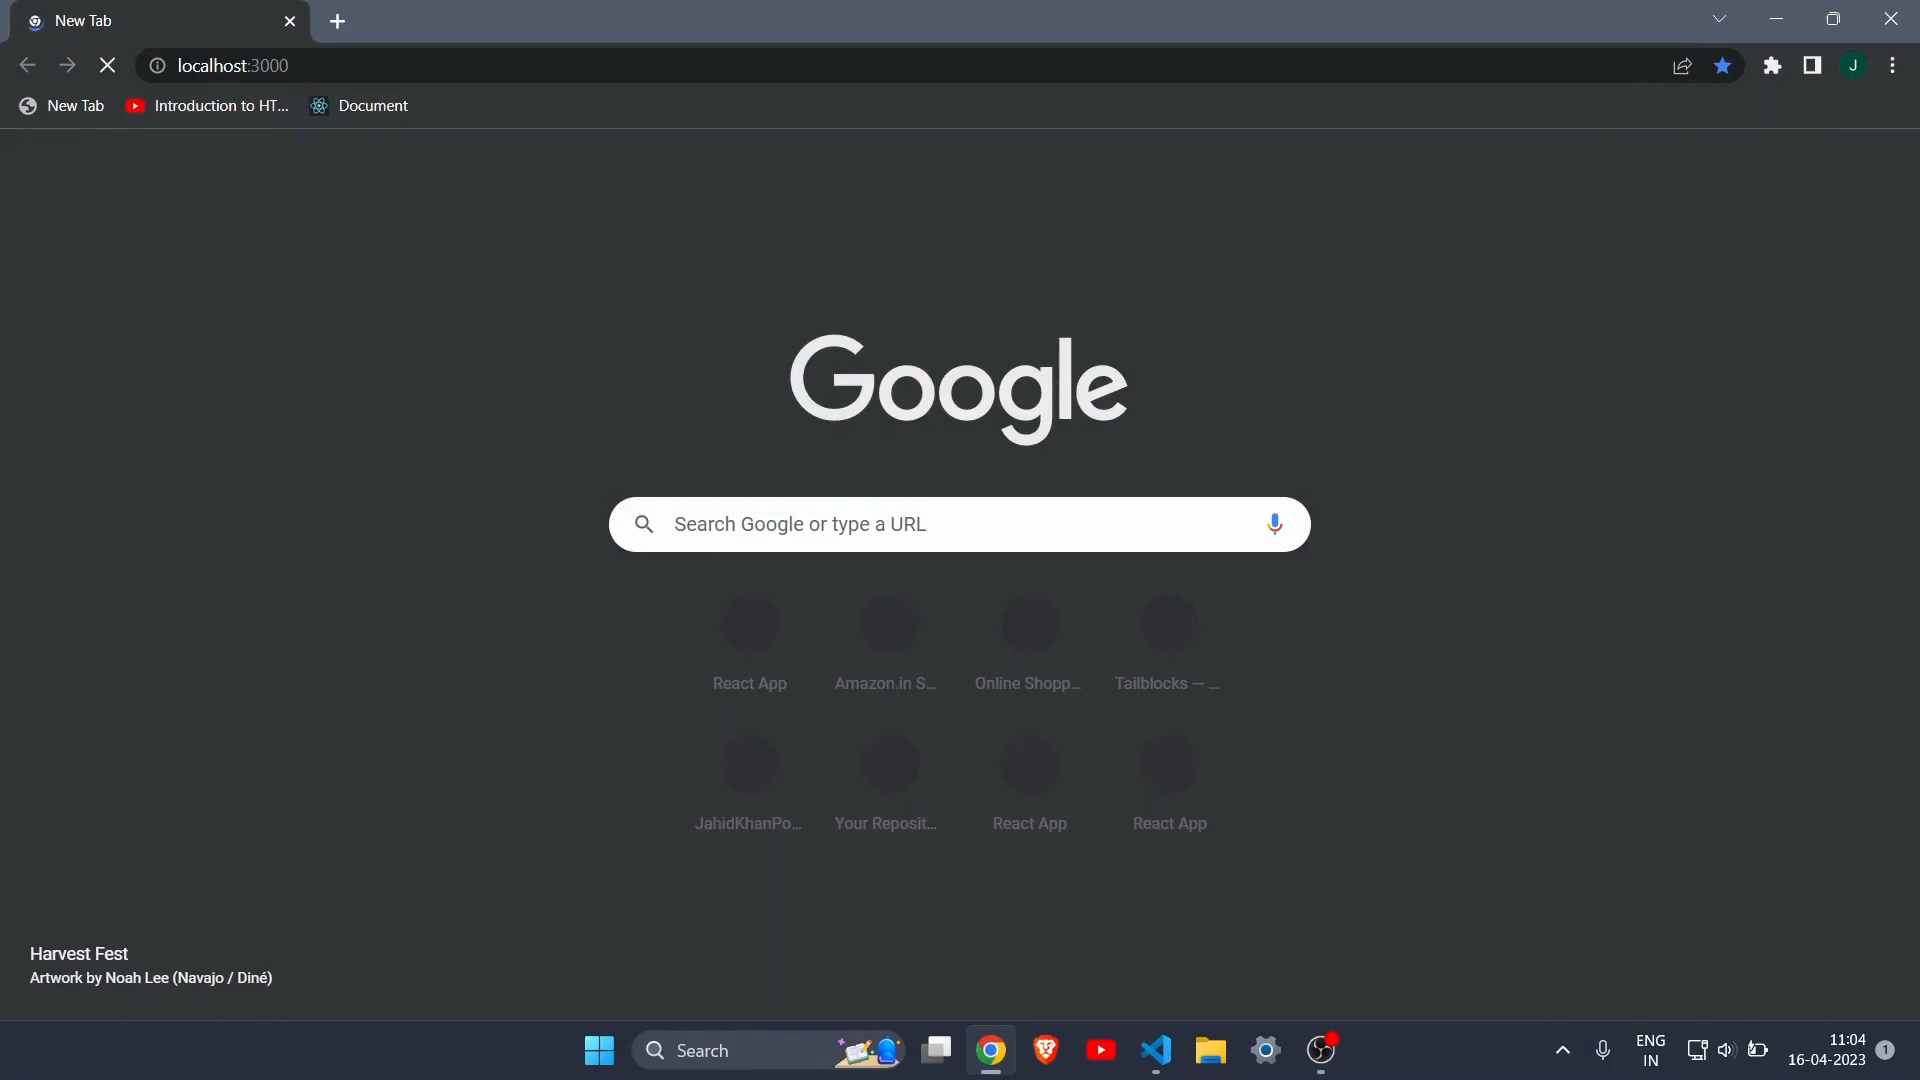 New Tab
localhost:3000
J
New Tab
Introduction to HT...
Document
Google
Search Google or type a URL
React App
Amazon.in S...
Online Shopp...
Tailblocks — ...
JahidKhanPo...
Your Reposit...
React App
React App
Harvest Fest
Artwork by Noah Lee (Navajo / Diné)
Search
ENG
IN
11:04
16-04-2023
1